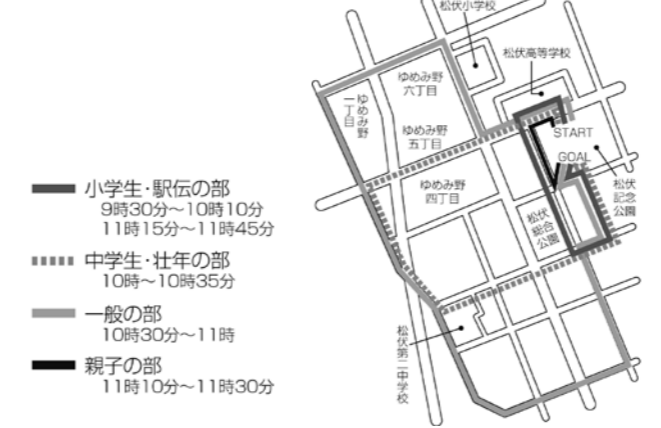 小学生・駅伝の部
9時30分～10時10分
11時15分～11時45分
中学生・壮年の部
10時～10時35分
一般の部
10時30分～11時
親子の部
11時10分～11時30分
松伏小学校
松伏高等学校
ゆめみ野
六丁目
ゆめみ野
一丁目
ゆめみ野
五丁目
START
GOAL
ゆめみ野
四丁目
松伏
記念
公園
松伏
総合
公園
松伏第二中学校